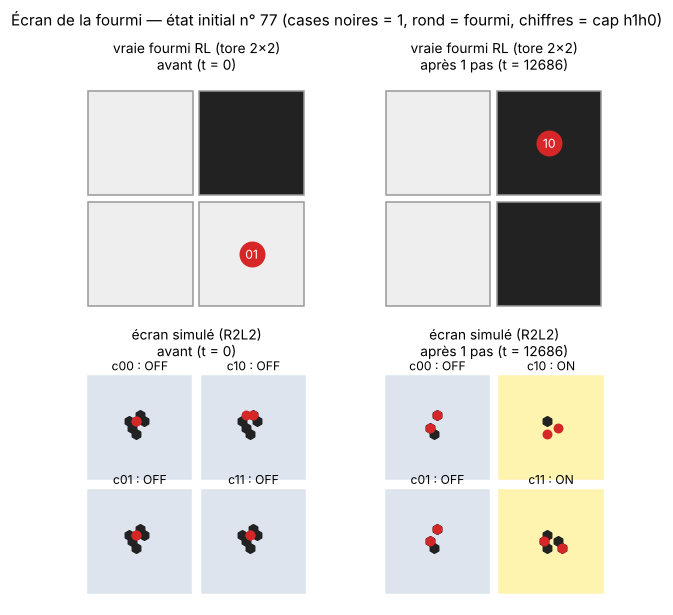 Écran de la fourmi — état initial n° 77 (cases noires = 1, rond = fourmi, chiffres = cap h1h0)
vraie fourmi RL (tore 2×2)
avant (t = 0)
vraie fourmi RL (tore 2×2)
après 1 pas (t = 12686)
10
01
écran simulé (R2L2)
avant (t = 0)
écran simulé (R2L2)
après 1 pas (t = 12686)
c00 : OFF
c10 : OFF
c00 : OFF
c10 : ON
c01 : OFF
c11 : OFF
c01 : OFF
c11 : ON